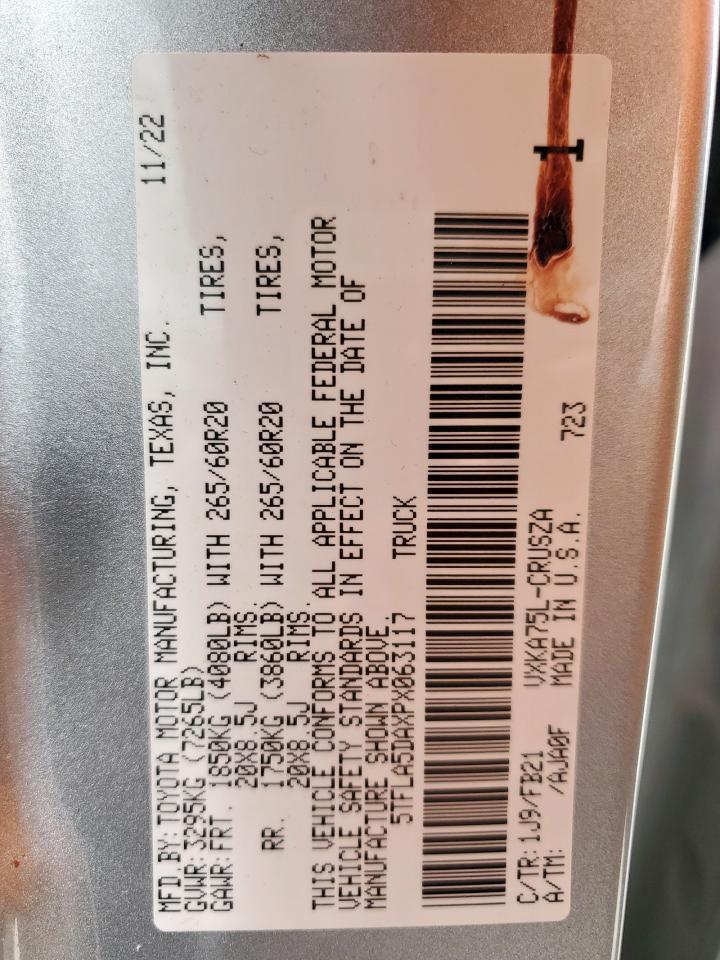 MFD.BY:TOYOTA MOTOR MANUFACTURING, TEXAS, INC. 11/22
GVWR:3295KG (7265LB)
GAWR:FRT. 1850KG (4080LB) WITH 265/60R20 TIRES,
20X8.5J RIMS.
RR. 1750KG (3860LB) WITH 265/60R20 TIRES,
20X8.5J RIMS.
THIS VEHICLE CONFORMS TO ALL APPLICABLE FEDERAL MOTOR
VEHICLE SAFETY STANDARDS IN EFFECT ON THE DATE OF
MANUFACTURE SHOWN ABOVE.
5TFLA5DAXPX063117 TRUCK
C/TR:1J9/FB21 VXKA75L-CRUSZA 723 1
A/TM: /AJA0F MADE IN U.S.A.